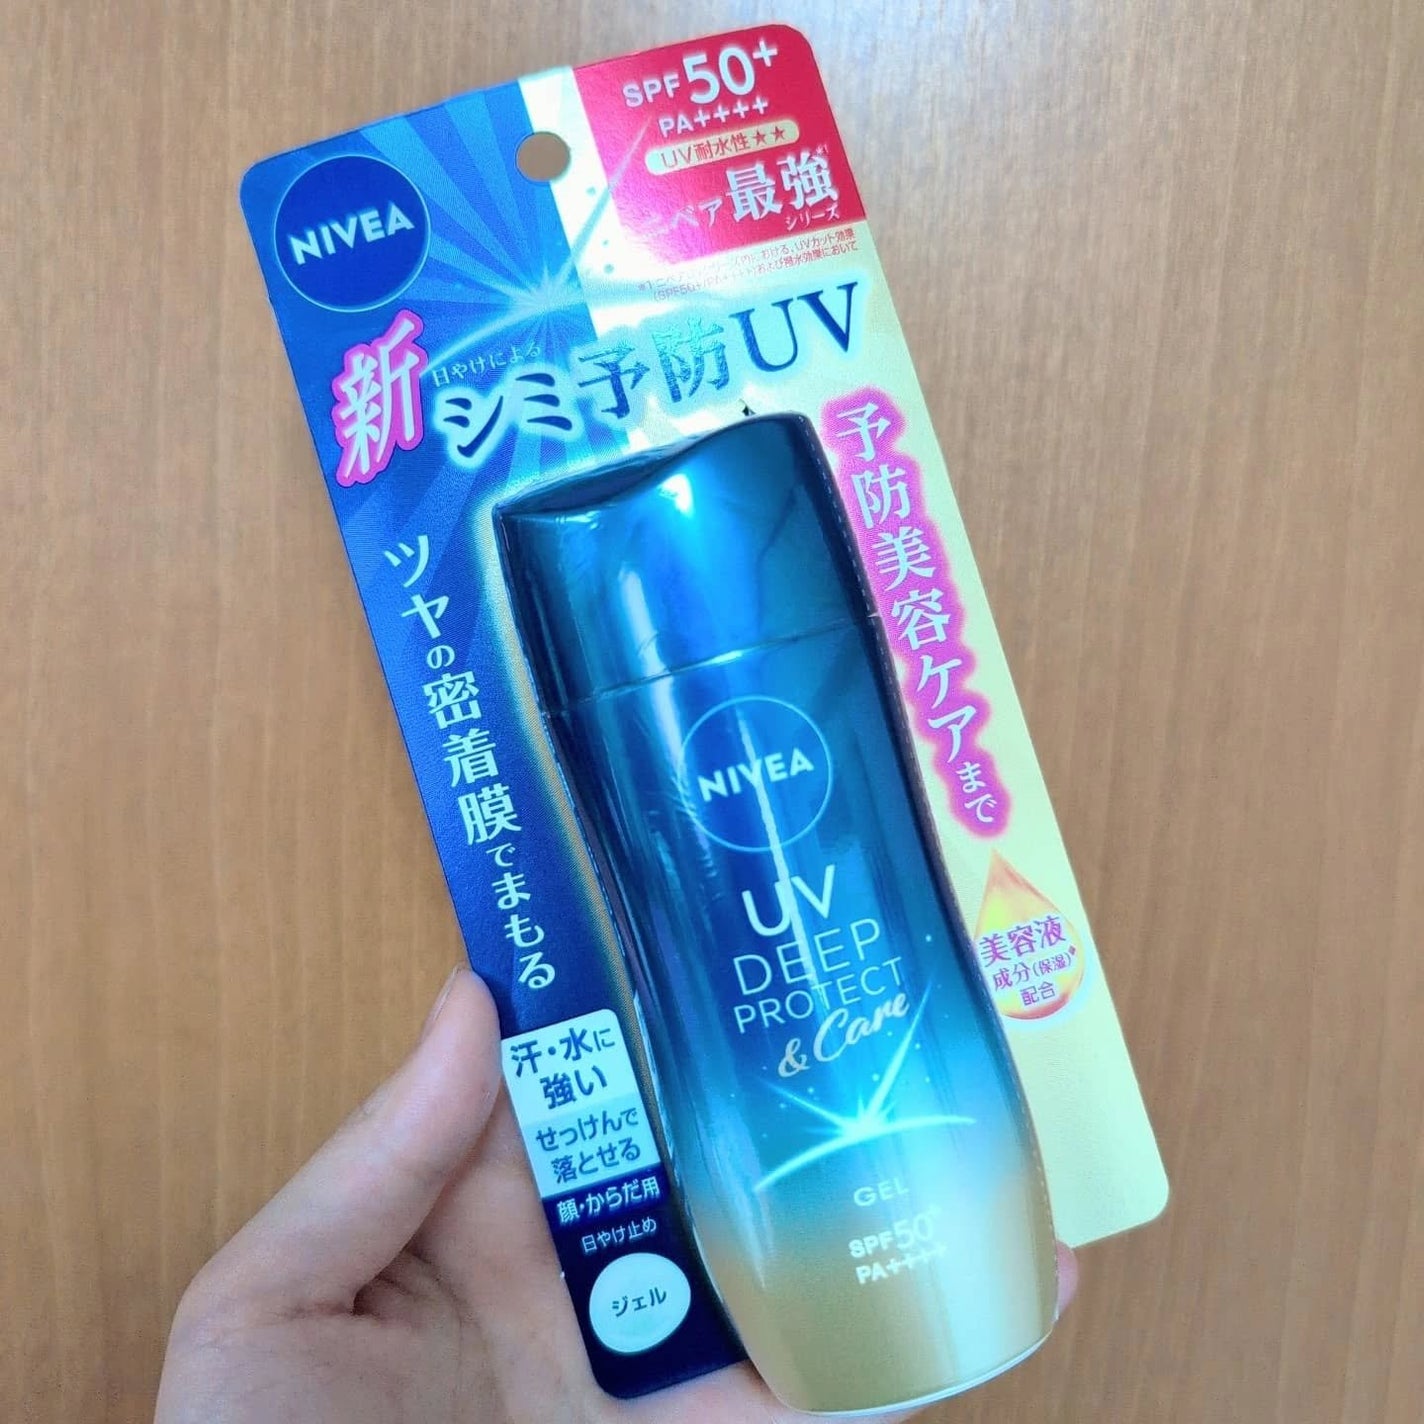 NIVEA
SPF50+
PA++++
UV耐水性★★
ニベア最強
シリーズ
新
日やけによる
シミ予防UV
ツヤの密着膜でまもる
予防美容ケアまで
美容液
成分(保湿)*
配合
汗・水に
強い
せっけんで
落とせる
顔・からだ用
日やけ止め
ジェル
NIVEA
UV
DEEP
PROTECT
& Care
GEL
SPF50+
PA++++